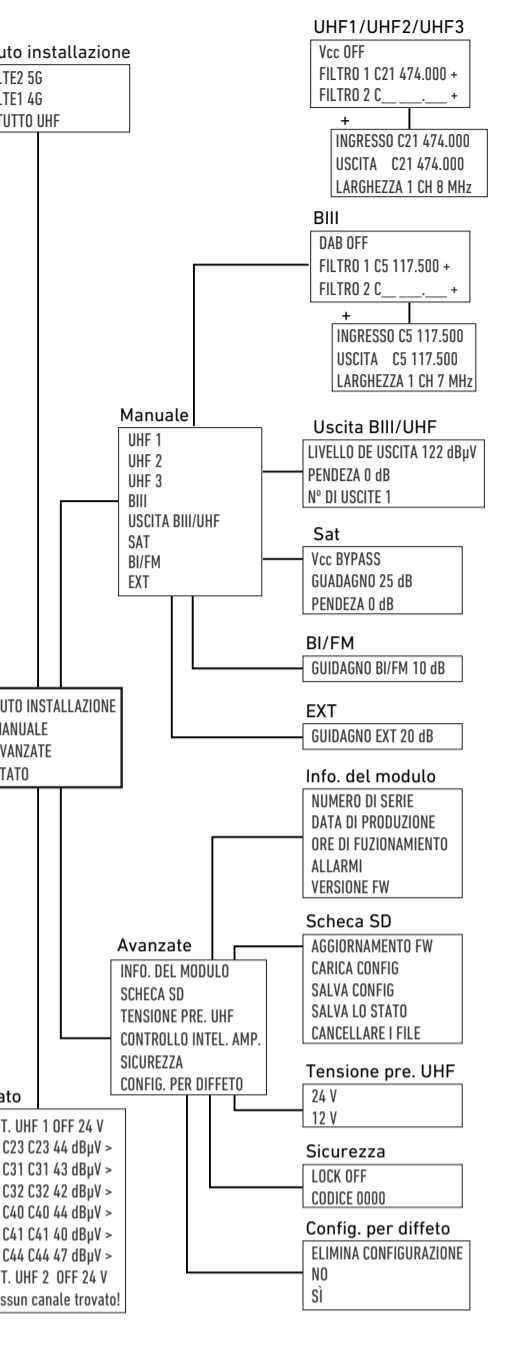 uto installazione
LTE2 5G
LTE1 4G
TUTTO UHF
UHF1/UHF2/UHF3
Vcc OFF
FILTRO 1 C21 474.000 +
FILTRO 2 C__ ___.___ +
+
INGRESSO C21 474.000
USCITA C21 474.000
LARGHEZZA 1 CH 8 MHz
BIII
DAB OFF
FILTRO 1 C5 117.500 +
FILTRO 2 C__ ___.___ +
+
INGRESSO C5 117.500
USCITA C5 117.500
LARGHEZZA 1 CH 7 MHz
Manuale
UHF 1
UHF 2
UHF 3
BIII
USCITA BIII/UHF
SAT
BI/FM
EXT
Uscita BIII/UHF
LIVELLO DE USCITA 122 dBµV
PENDEZA 0 dB
Nº DI USCITE 1
Sat
Vcc BYPASS
GUADAGNO 25 dB
PENDEZA 0 dB
BI/FM
GUIDAGNO BI/FM 10 dB
EXT
GUIDAGNO EXT 20 dB
UTO INSTALLAZIONE
MANUALE
VANZATE
TATO
Info. del modulo
NUMERO DI SERIE
DATA DI PRODUZIONE
ORE DI FUZIONAMIENTO
ALLARMI
VERSIONE FW
Avanzate
INFO. DEL MODULO
SCHECA SD
TENSIONE PRE. UHF
CONTROLLO INTEL. AMP.
SICUREZZA
CONFIG. PER DIFFETO
Scheca SD
AGGIORNAMENTO FW
CARICA CONFIG
SALVA CONFIG
SALVA LO STATO
CANCELLARE I FILE
Tensione pre. UHF
24 V
12 V
Sicurezza
LOCK OFF
CODICE 0000
Config. per diffeto
ELIMINA CONFIGURAZIONE
NO
SÌ
ato
T. UHF 1 OFF 24 V
C23 C23 44 dBµV >
C31 C31 43 dBµV >
C32 C32 42 dBµV >
C40 C40 44 dBµV >
C41 C41 40 dBµV >
C44 C44 47 dBµV >
T. UHF 2 OFF 24 V
ssun canale trovato!